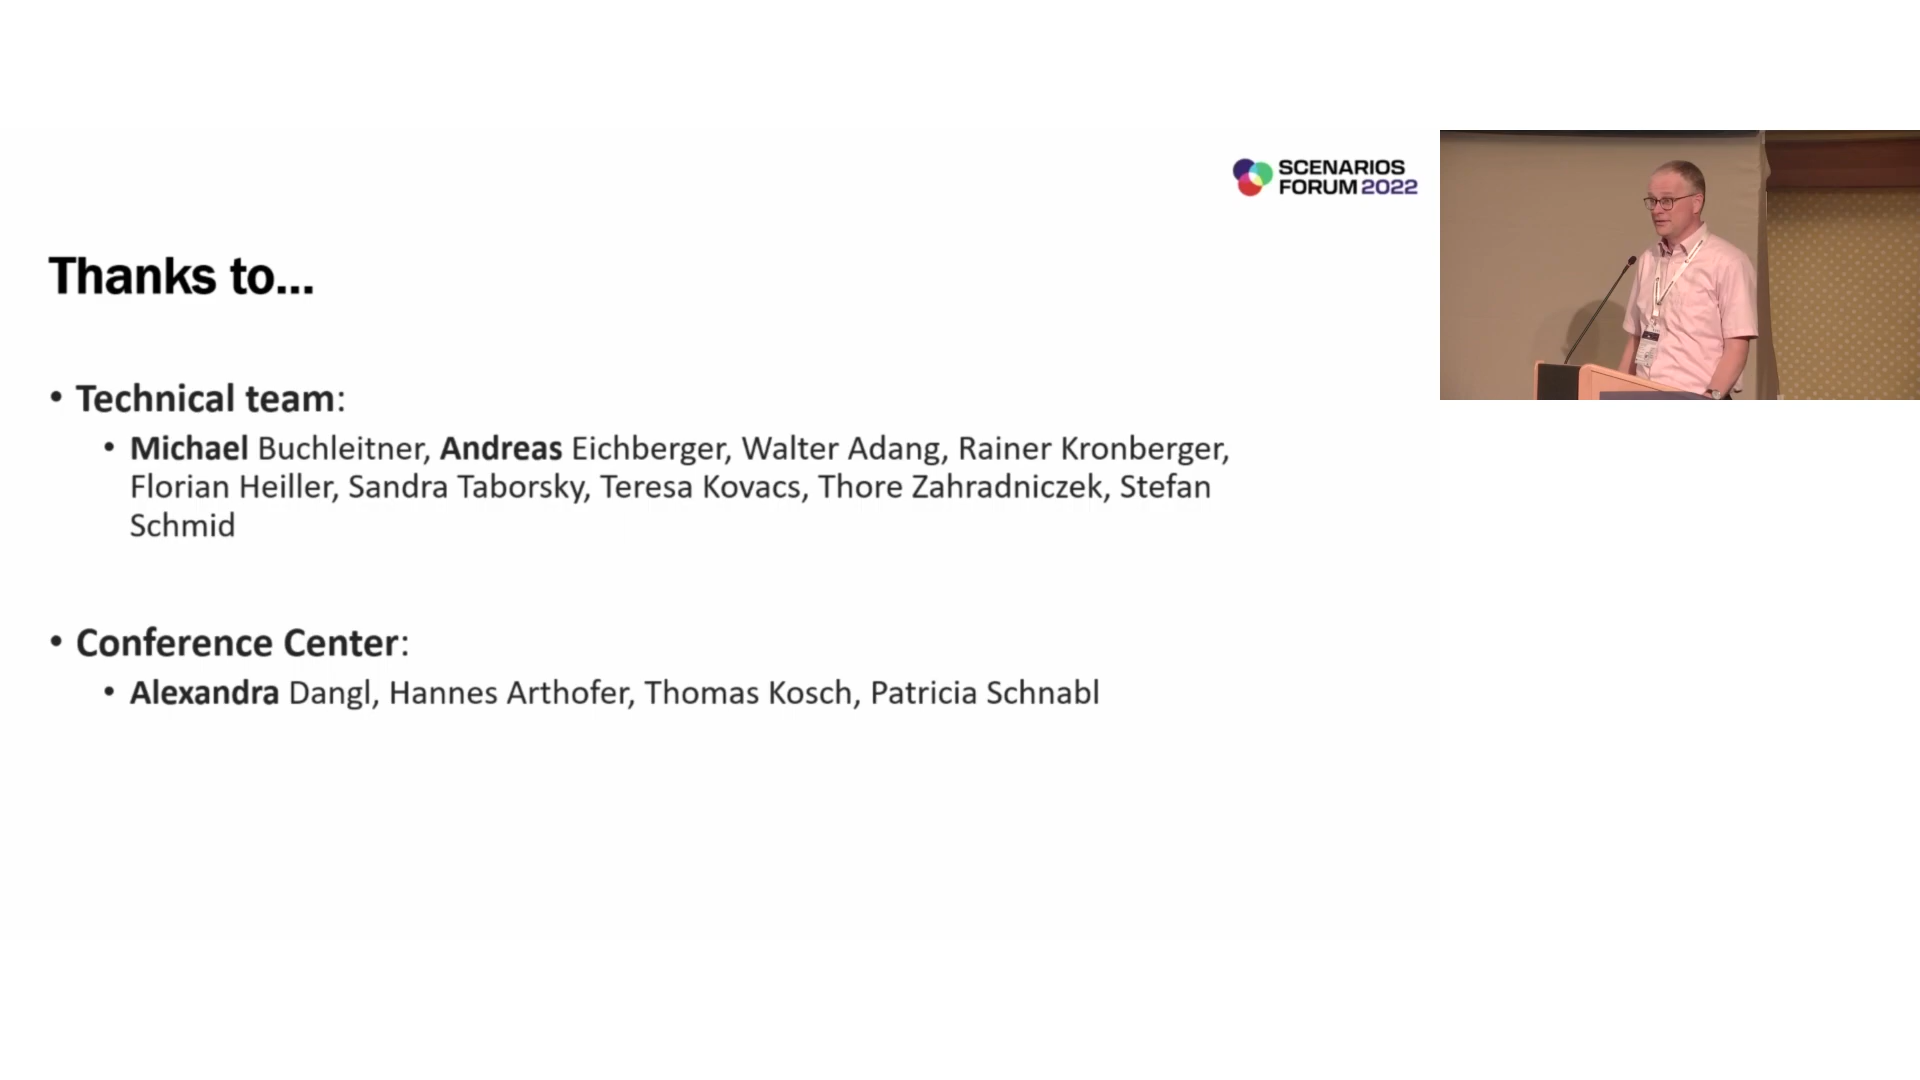 SCENARIOS
FORUM 2022
Thanks to...
• Technical team:
• Michael Buchleitner, Andreas Eichberger, Walter Adang, Rainer Kronberger,
Florian Heiller, Sandra Taborsky, Teresa Kovacs, Thore Zahradniczek, Stefan
Schmid
• Conference Center:
• Alexandra Dangl, Hannes Arthofer, Thomas Kosch, Patricia Schnabl